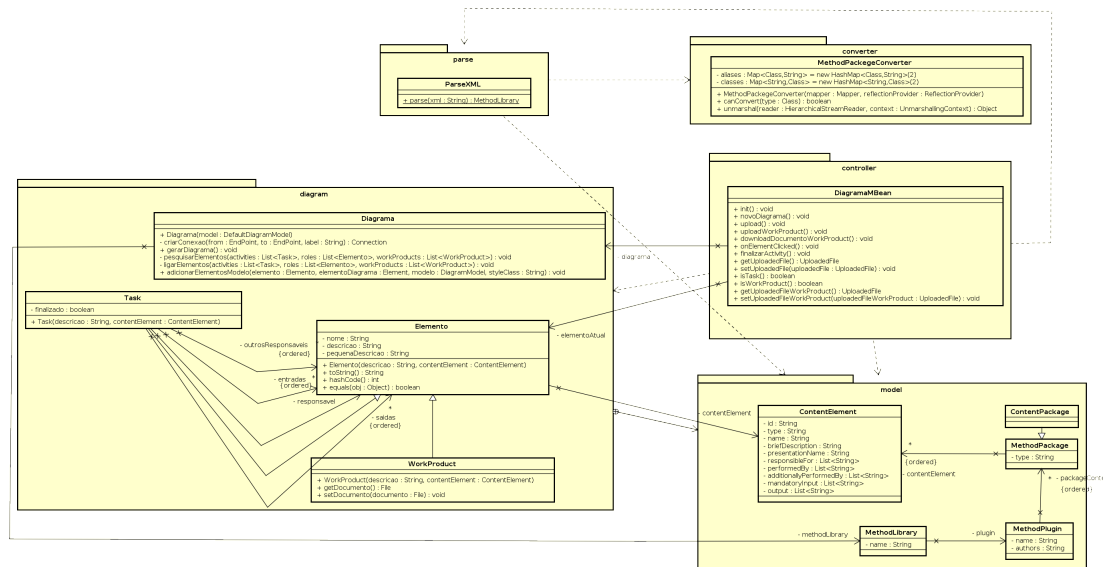 parse
ParseXML
+ parse(xml : String) : MethodLibrary
converter
MethodPackegeConverter
- aliases : Map<Class,String> = new HashMap<Class,String>(2)
- classes : Map<String,Class> = new HashMap<String,Class>(2)
+ MethodPackegeConverter(mapper : Mapper, reflectionProvider : ReflectionProvider)
+ canConvert(type : Class) : boolean
+ unmarshal(reader : HierarchicalStreamReader, context : UnmarshallingContext) : Object
controller
DiagramaMBean
+ init() : void
+ novoDiagrama() : void
+ upload() : void
+ uploadWorkProduct() : void
+ downloadDocumentoWorkProduct() : void
+ onElementClicked() : void
+ finalizarActivity() : void
+ getUploadedFile() : UploadedFile
+ setUploadedFile(uploadedFile : UploadedFile) : void
+ isTask() : boolean
+ isWorkProduct() : boolean
+ getUploadedFileWorkProduct() : UploadedFile
+ setUploadedFileWorkProduct(uploadedFileWorkProduct : UploadedFile) : void
diagram
Diagrama
+ Diagrama(model : DefaultDiagramModel)
- criarConexao(from : EndPoint, to : EndPoint, label : String) : Connection
+ gerarDiagrama() : void
- pesquisarElementos(activities : List<Task>, roles : List<Elemento>, workProducts : List<WorkProduct>) : void
- ligarElementos(activities : List<Task>, roles : List<Elemento>, workProducts : List<WorkProduct>) : void
+ adicionarElementosModelo(elemento : Elemento, elementoDiagrama : Element, modelo : DiagramModel, styleClass : String) : void
- diagrama
Task
- finalizado : boolean
+ Task(descricao : String, contentElement : ContentElement)
Elemento
- nome : String
- descricao : String
- pequenaDescricao : String
+ Elemento(descricao : String, contentElement : ContentElement)
+ toString() : String
+ hashCode() : int
+ equals(obj : Object) : boolean
- elementoAtual
- outrosResponsaveis
*
{ordered}
- entradas
*
{ordered}
- responsavel
*
- saidas
{ordered}
WorkProduct
+ WorkProduct(descricao : String, contentElement : ContentElement)
+ getDocumento() : File
+ setDocumento(documento : File) : void
model
- contentElement
ContentElement
- id : String
- type : String
- name : String
- briefDescription : String
- presentationName : String
- responsibleFor : List<String>
- performedBy : List<String>
- additionallyPerformedBy : List<String>
- mandatoryInput : List<String>
- output : List<String>
ContentPackage
MethodPackage
- type : String
*
{ordered}
- contentElement
*
{ordered}
MethodPlugin
- name : String
- authors : String
- plugin
MethodLibrary
- name : String
- methodLibrary